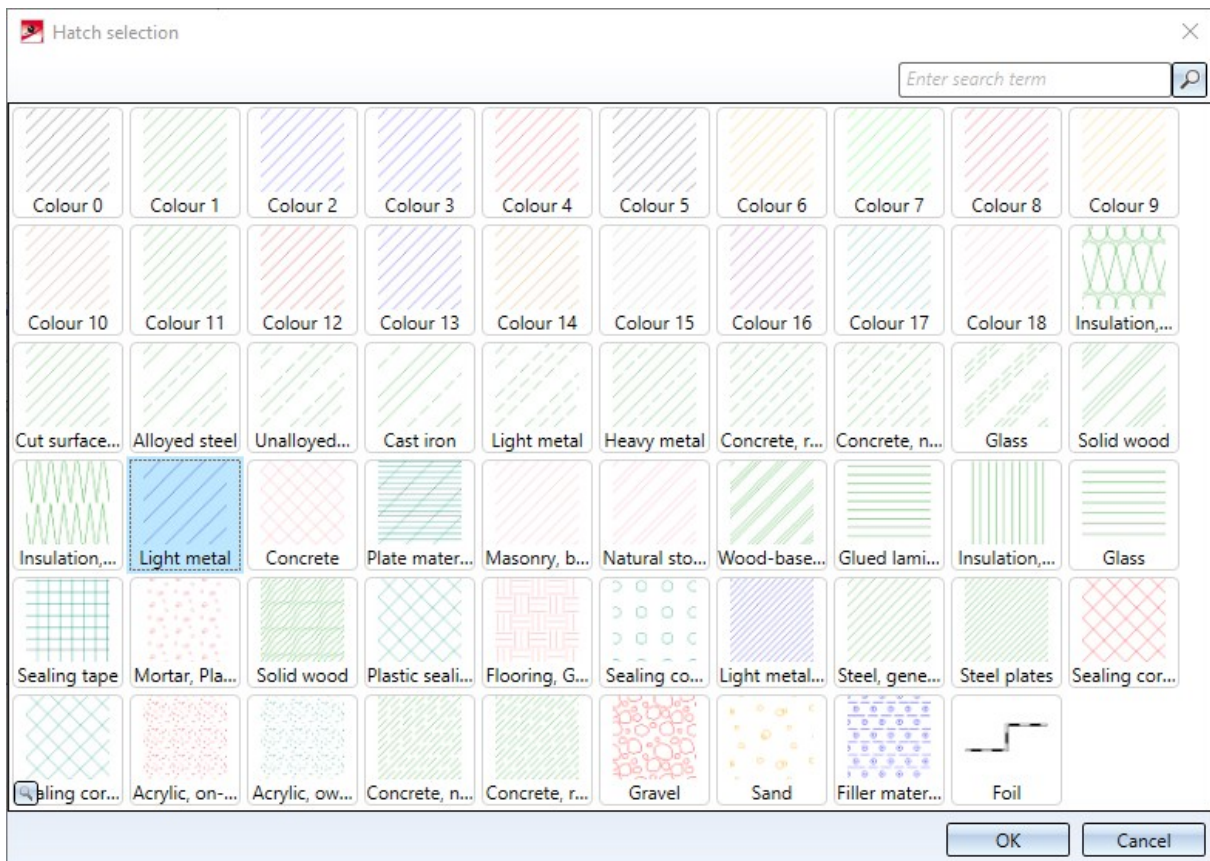 Hatch selection
Enter search term
Colour 0 Colour 1 Colour 2 Colour 3 Colour 4 Colour 5 Colour 6 Colour 7 Colour 8 Colour 9
Colour 10 Colour 11 Colour 12 Colour 13 Colour 14 Colour 15 Colour 16 Colour 17 Colour 18 Insulation,...
Cut surface... Alloyed steel Unalloyed... Cast iron Light metal Heavy metal Concrete, r... Concrete, n... Glass Solid wood
Insulation,... Light metal Concrete Plate mater... Masonry, b... Natural sto... Wood-base... Glued lami... Insulation,... Glass
Sealing tape Mortar, Pla... Solid wood Plastic seali... Flooring, G... Sealing co... Light metal... Steel, gene... Steel plates Sealing cor...
aling cor... Acrylic, on-... Acrylic, ow... Concrete, n... Concrete, r... Gravel Sand Filler mater... Foil
OK Cancel